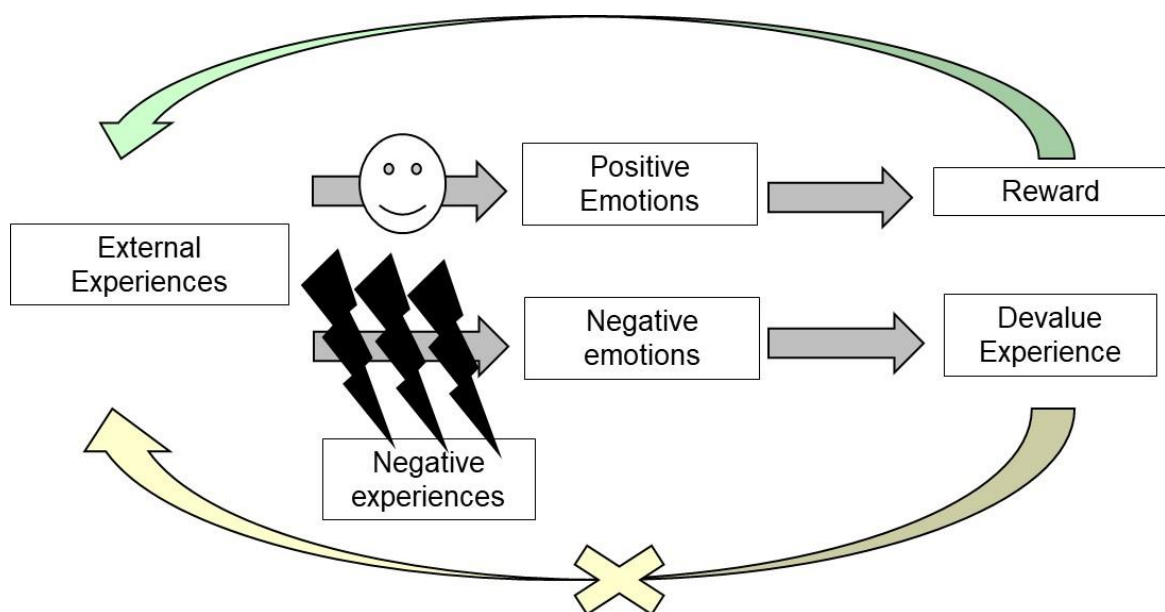 Positive
Emotions
Reward
External
Experiences
Negative
emotions
Devalue
Experience
Negative
experiences